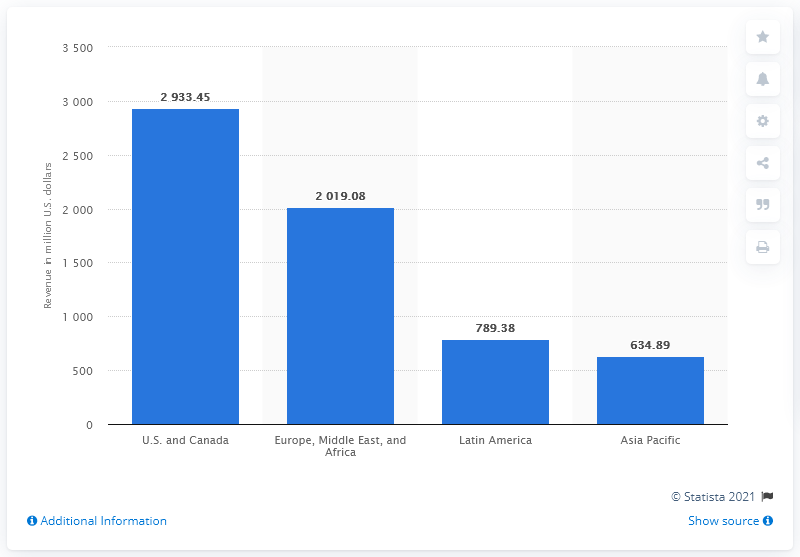 3 500
3 000
2 500
2 000
1 500
1 000
500
0
Revenue in million U.S. dollars
2 933.45
2 019.08
789.38
634.89
U.S. and Canada
Europe, Middle East, and
Africa
Latin America
Asia Pacific
© Statista 2021
Additional Information
Show source